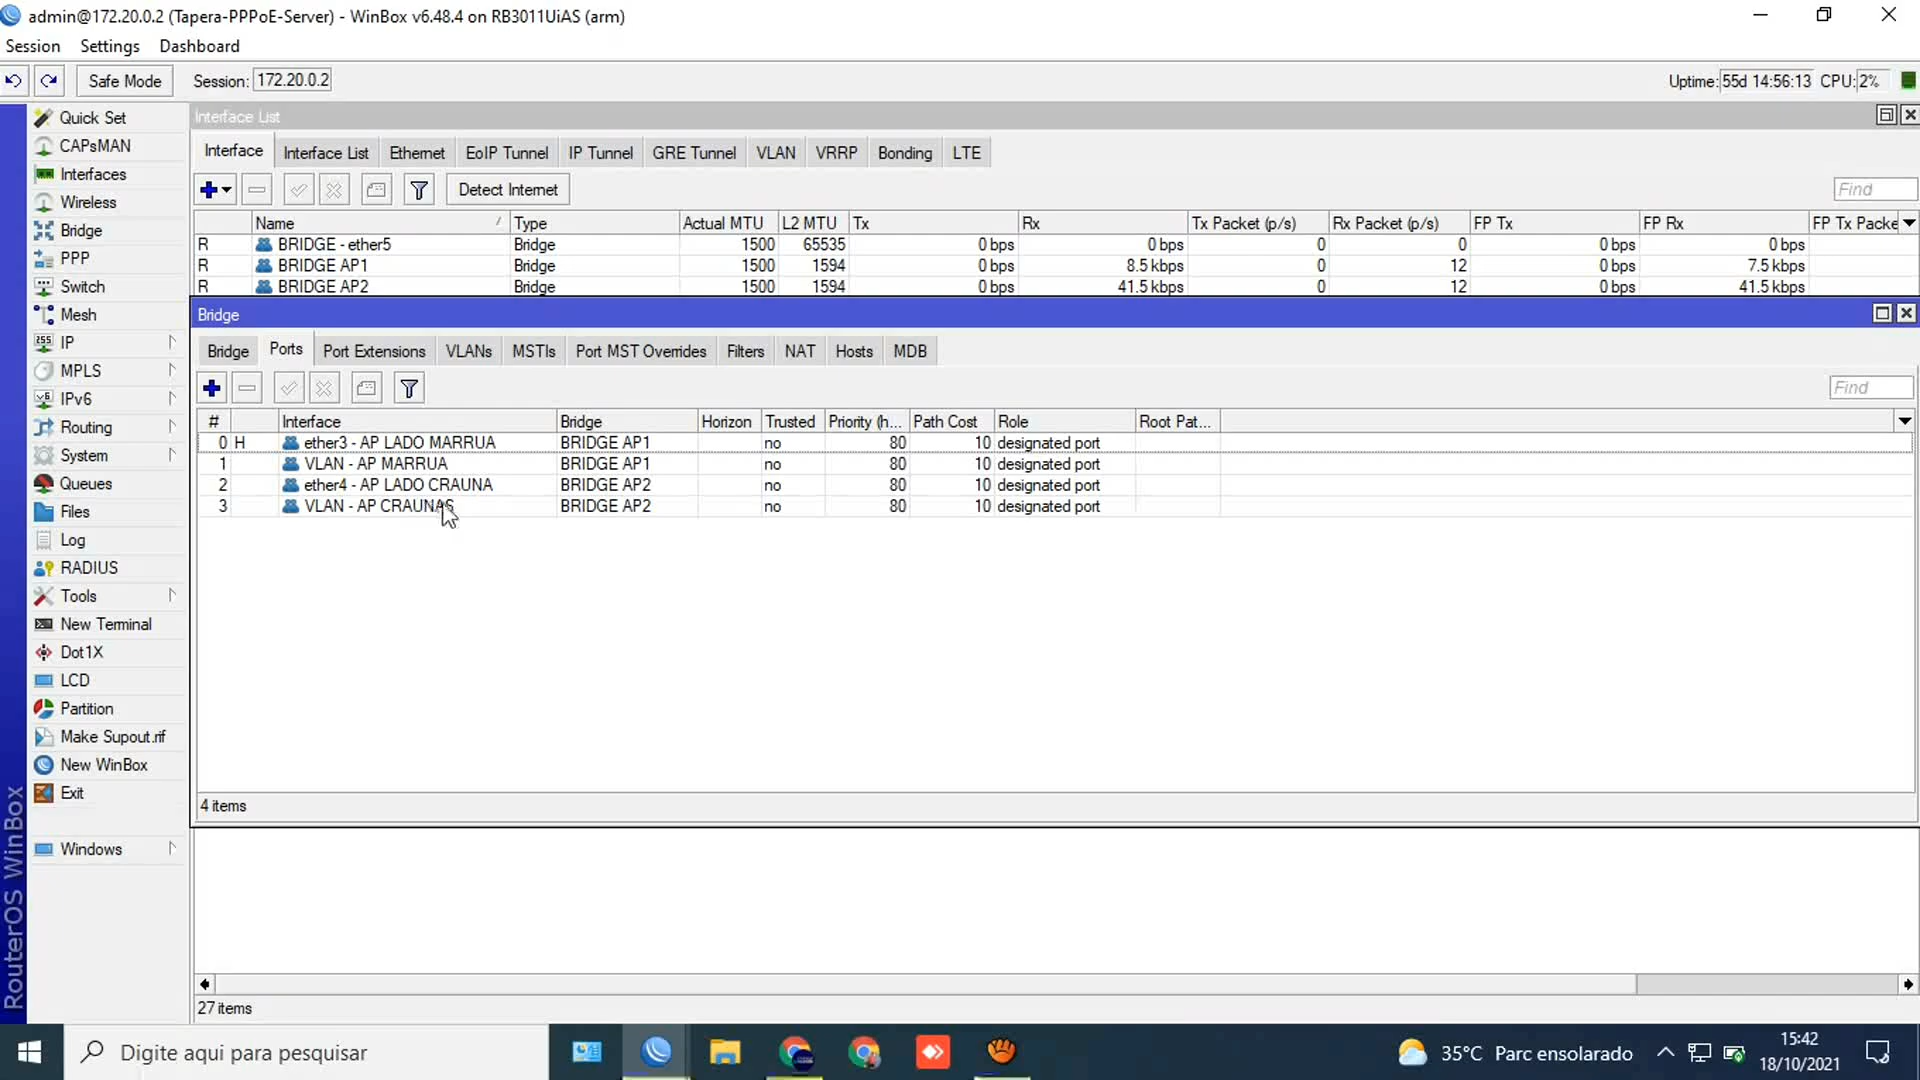 admin@172.20.0.2 (Tapera-PPPoE-Server) - WinBox v6.48.4 on RB3011UiAS (arm)
Session Settings Dashboard
Safe Mode Session: 172.20.0.2 Uptime: 55d 14:56:13 CPU: 2%
Quick Set
CAPsMAN
Interfaces
Wireless
Bridge
PPP
Switch
Mesh
IP
MPLS
IPv6
Routing
System
Queues
Files
Log
RADIUS
Tools
New Terminal
Dot1X
LCD
Partition
Make Supout.rif
New WinBox
Exit
Windows
RouterOS WinBox
Interface List
Interface Interface List Ethernet EoIP Tunnel IP Tunnel GRE Tunnel VLAN VRRP Bonding LTE
Detect Internet Find
Name Type Actual MTU L2 MTU Tx Rx Tx Packet (p/s) Rx Packet (p/s) FP Tx FP Rx FP Tx Packe
R BRIDGE - ether5 Bridge 1500 65535 0 bps 0 bps 0 0 0 bps 0 bps
R BRIDGE AP1 Bridge 1500 1594 0 bps 8.5 kbps 0 12 0 bps 7.5 kbps
R BRIDGE AP2 Bridge 1500 1594 0 bps 41.5 kbps 0 12 0 bps 41.5 kbps
Bridge
Bridge Ports Port Extensions VLANs MSTIs Port MST Overrides Filters NAT Hosts MDB
Find
# Interface Bridge Horizon Trusted Priority (h... Path Cost Role Root Pat...
0 H ether3 - AP LADO MARRUA BRIDGE AP1 no 80 10 designated port
1 VLAN - AP MARRUA BRIDGE AP1 no 80 10 designated port
2 ether4 - AP LADO CRAUNA BRIDGE AP2 no 80 10 designated port
3 VLAN - AP CRAUNAS BRIDGE AP2 no 80 10 designated port
4 items
27 items
Digite aqui para pesquisar
35°C Parc ensolarado
15:42
18/10/2021